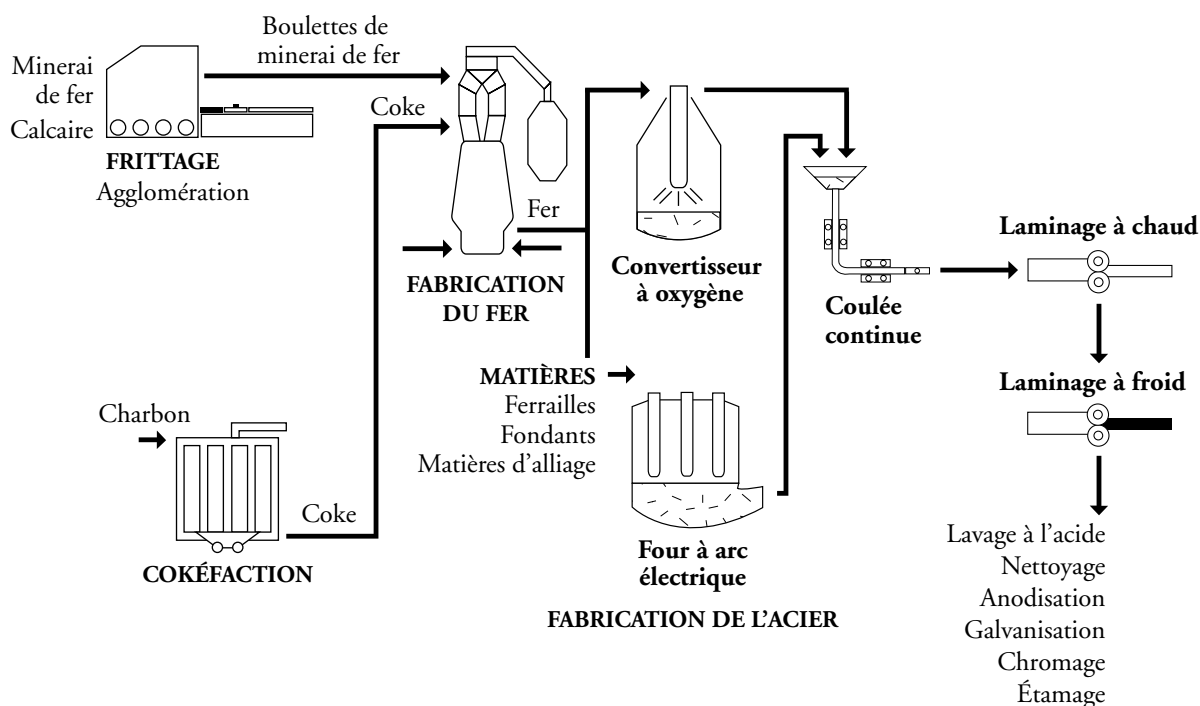 Boulettes de
minerai de fer
Minerai
de fer
Calcaire
Coke
FRITTAGE
Agglomération
Fer
FABRICATION
DU FER
Convertisseur
à oxygène
Laminage à chaud
Coulée
continue
MATIÈRES
Ferrailles
Fondants
Matières d’alliage
Laminage à froid
Charbon
Coke
COKÉFACTION
Four à arc
électrique
FABRICATION DE L’ACIER
Lavage à l’acide
Nettoyage
Anodisation
Galvanisation
Chromage
Étamage